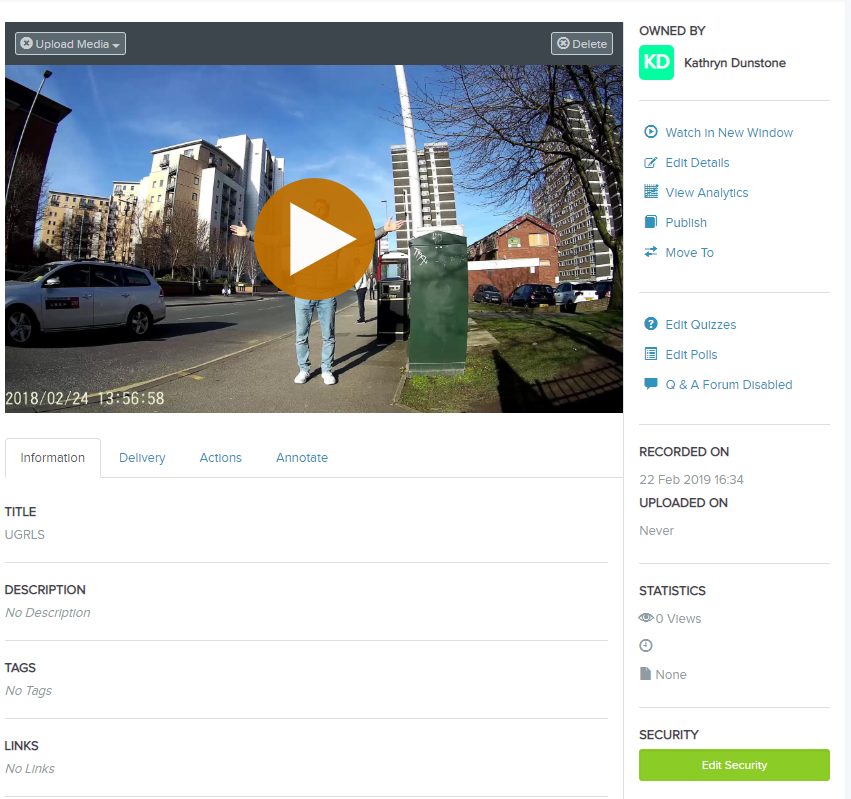 Upload Media
Delete
2018/02/24 13:56:58
Information
Delivery
Actions
Annotate
TITLE
UGRLS
DESCRIPTION
No Description
TAGS
No Tags
LINKS
No Links
OWNED BY
KD
Kathryn Dunstone
Watch in New Window
Edit Details
View Analytics
Publish
Move To
Edit Quizzes
Edit Polls
Q & A Forum Disabled
RECORDED ON
22 Feb 2019 16:34
UPLOADED ON
Never
STATISTICS
0 Views
None
SECURITY
Edit Security